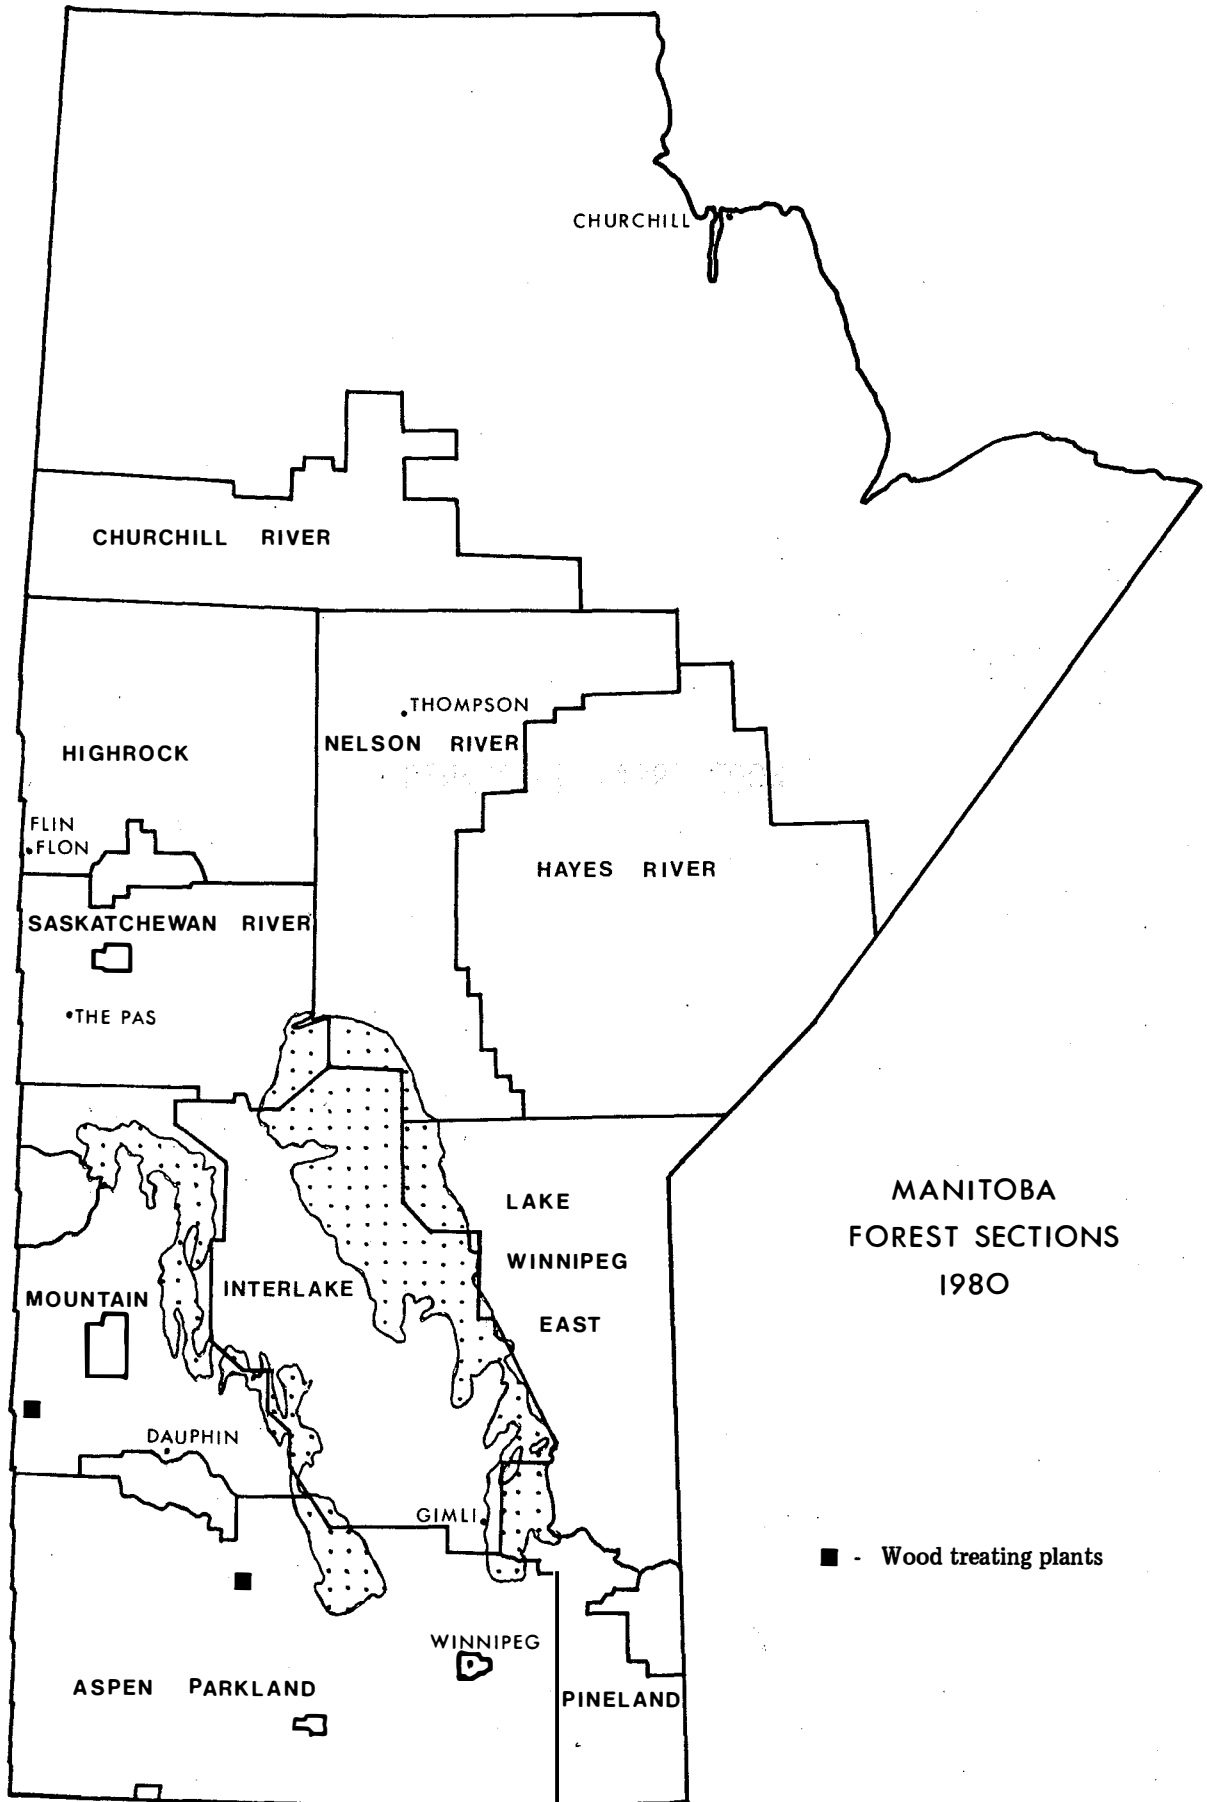 CHURCHILL
CHURCHILL RIVER
THOMPSON
NELSON RIVER
HIGHROCK
FLIN
FLON
HAYES RIVER
SASKATCHEWAN RIVER
THE PAS
MANITOBA
FOREST SECTIONS
1980
LAKE
WINNIPEG
EAST
INTERLAKE
MOUNTAIN
DAUPHIN
GIMLI
■ - Wood treating plants
WINNIPEG
ASPEN PARKLAND
PINELAND